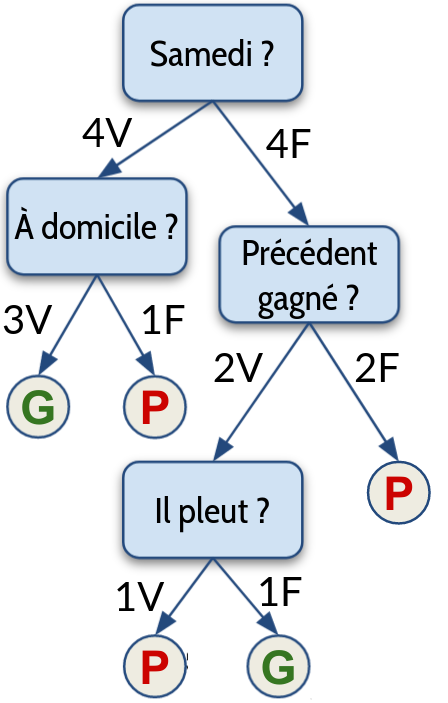 Samedi ?
4V
4F
À domicile ?
Précédent
gagné ?
3V
1F
2V
2F
G
P
P
Il pleut ?
1V
1F
P
G